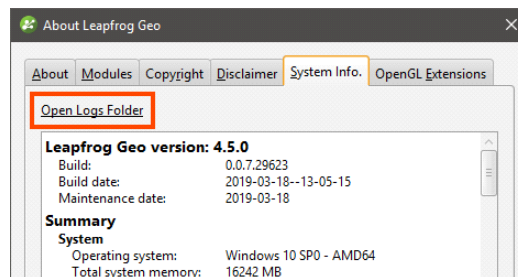 About Leapfrog Geo
About Modules Copyright Disclaimer System Info. OpenGL Extensions
Open Logs Folder
Leapfrog Geo version: 4.5.0
Build: 0.0.7.29623
Build date: 2019-03-18--13-05-15
Maintenance date: 2019-03-18
Summary
System
Operating system: Windows 10 SP0 - AMD64
Total system memory: 16242 MB